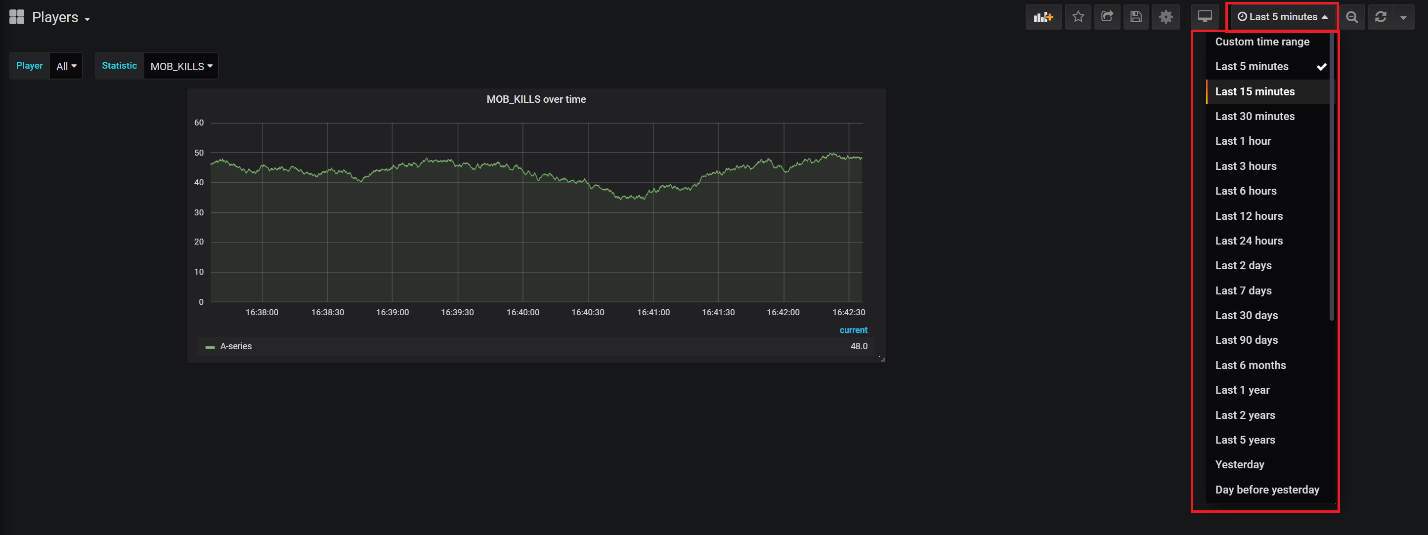 Players
Last 5 minutes
Player All Statistic MOB_KILLS
Custom time range
Last 5 minutes
Last 15 minutes
Last 30 minutes
Last 1 hour
Last 3 hours
Last 6 hours
Last 12 hours
Last 24 hours
Last 2 days
Last 7 days
Last 30 days
Last 90 days
Last 6 months
Last 1 year
Last 2 years
Last 5 years
Yesterday
Day before yesterday
MOB_KILLS over time
60
50
40
30
20
10
0
16:38:00 16:38:30 16:39:00 16:39:30 16:40:00 16:40:30 16:41:00 16:41:30 16:42:00 16:42:30
current
A-series 48.0